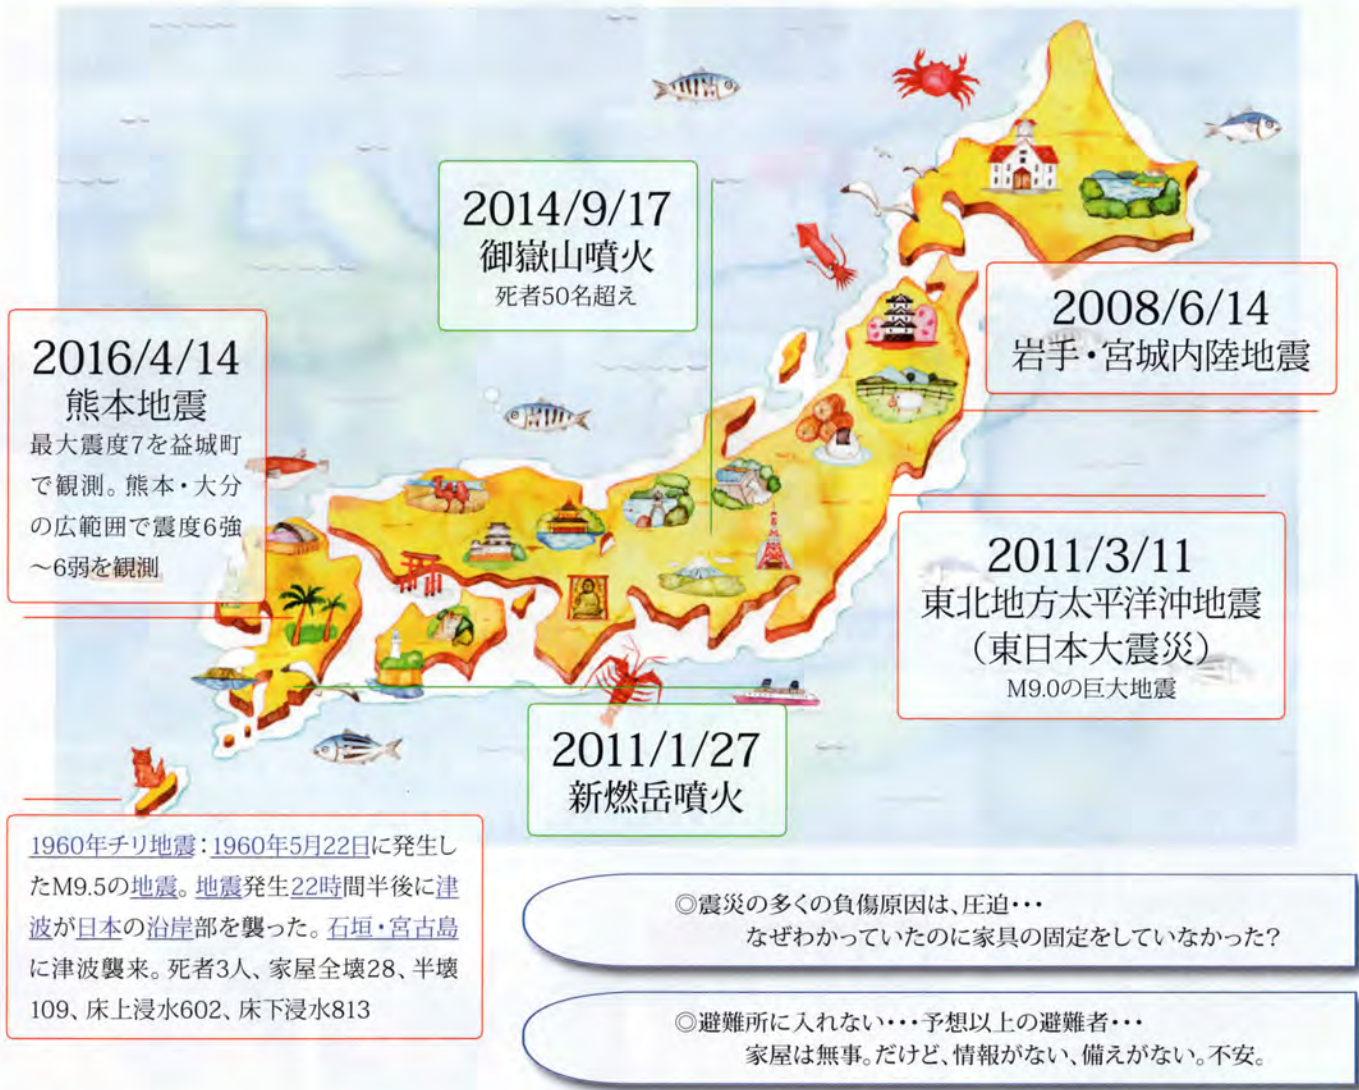 2014/9/17
御嶽山噴火
死者50名超え
2008/6/14
岩手・宮城内陸地震
2016/4/14
熊本地震
最大震度7を益城町
で観測。熊本・大分
の広範囲で震度6強
～6弱を観測
2011/3/11
東北地方太平洋沖地震
（東日本大震災）
M9.0の巨大地震
2011/1/27
新燃岳噴火
1960年チリ地震：1960年5月22日に発生し
たM9.5の地震。地震発生22時間半後に津
波が日本の沿岸部を襲った。石垣・宮古島
に津波襲来。死者3人、家屋全壊28、半壊
109、床上浸水602、床下浸水813
◎震災の多くの負傷原因は、圧迫・・・
なぜわかっていたのに家具の固定をしていなかった？
◎避難所に入れない・・・予想以上の避難者・・・
家屋は無事。だけど、情報がない、備えがない。不安。